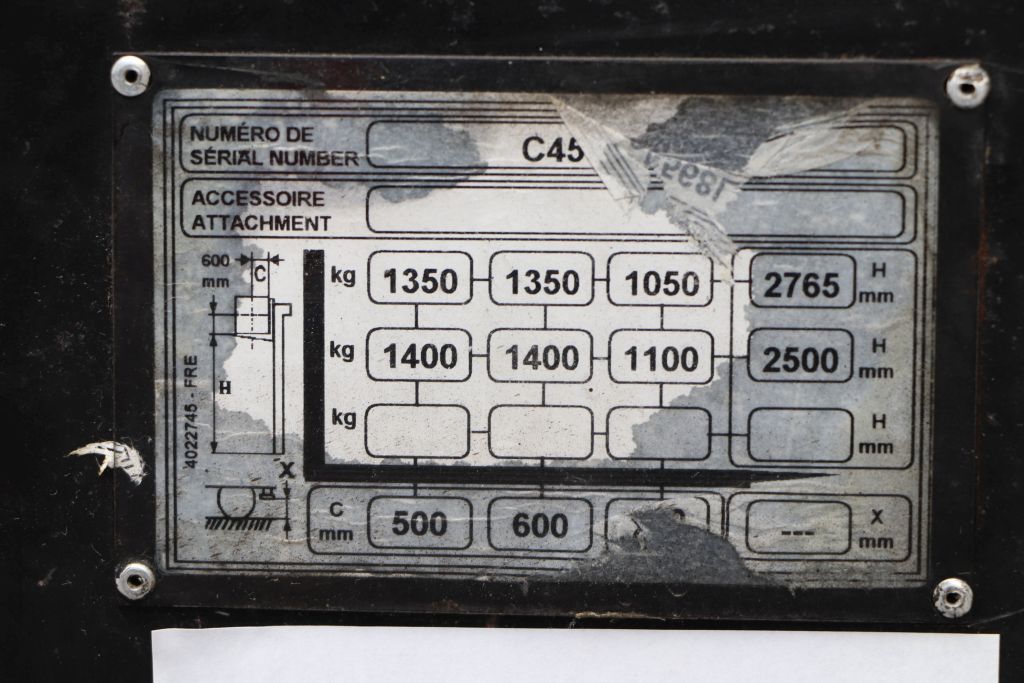 NUMÉRO DE
SÉRIAL NUMBER
C45
ACCESSOIRE
ATTACHMENT
600
mm
C
H
X
4022745 - FRE
kg 1350 1350 1050 2765 H mm
kg 1400 1400 1100 2500 H mm
kg H mm
C mm 500 600 --- X mm